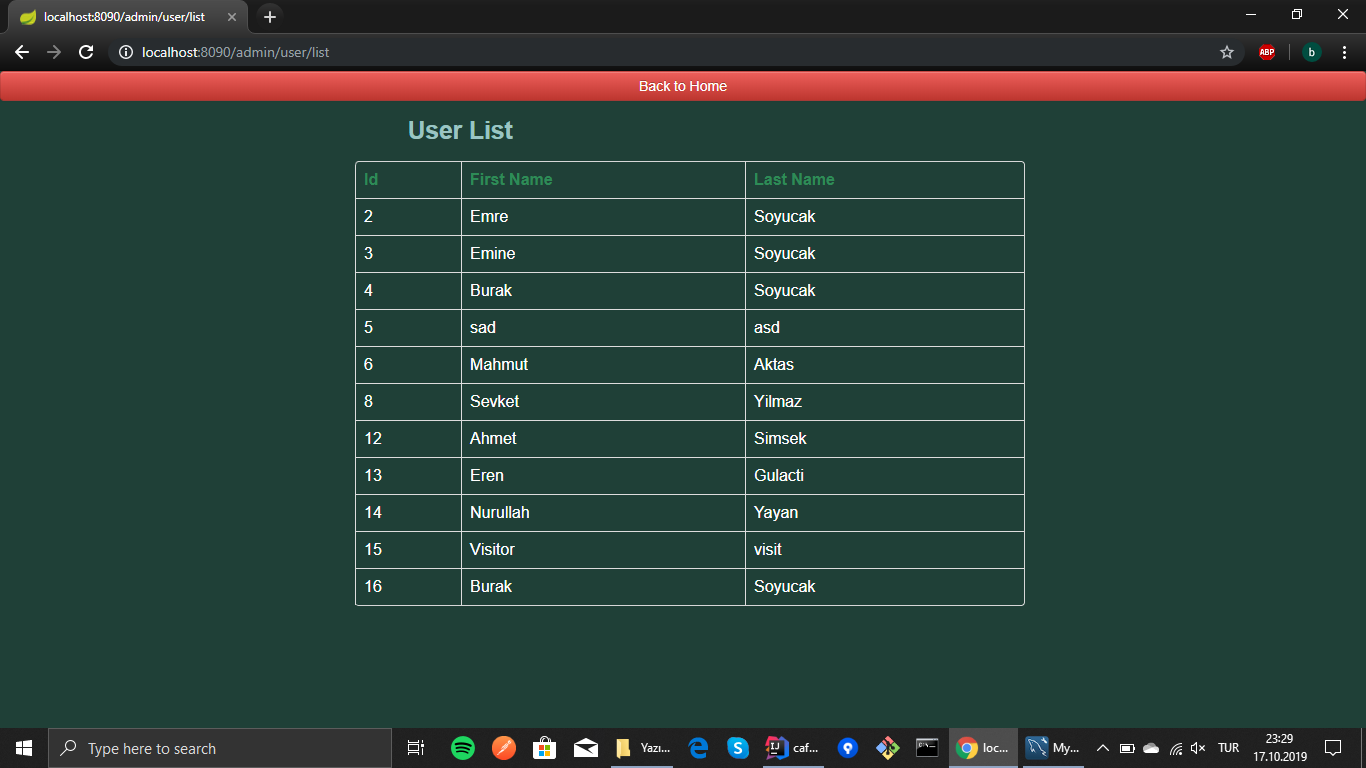 localhost:8090/admin/user/list
localhost:8090/admin/user/list
ABP
b
Back to Home
User List
Id First Name Last Name
2 Emre Soyucak
3 Emine Soyucak
4 Burak Soyucak
5 sad asd
6 Mahmut Aktas
8 Sevket Yilmaz
12 Ahmet Simsek
13 Eren Gulacti
14 Nurullah Yayan
15 Visitor visit
16 Burak Soyucak
Type here to search
Yazı...
S
IJ
caf...
loc...
My...
TUR
23:29
17.10.2019